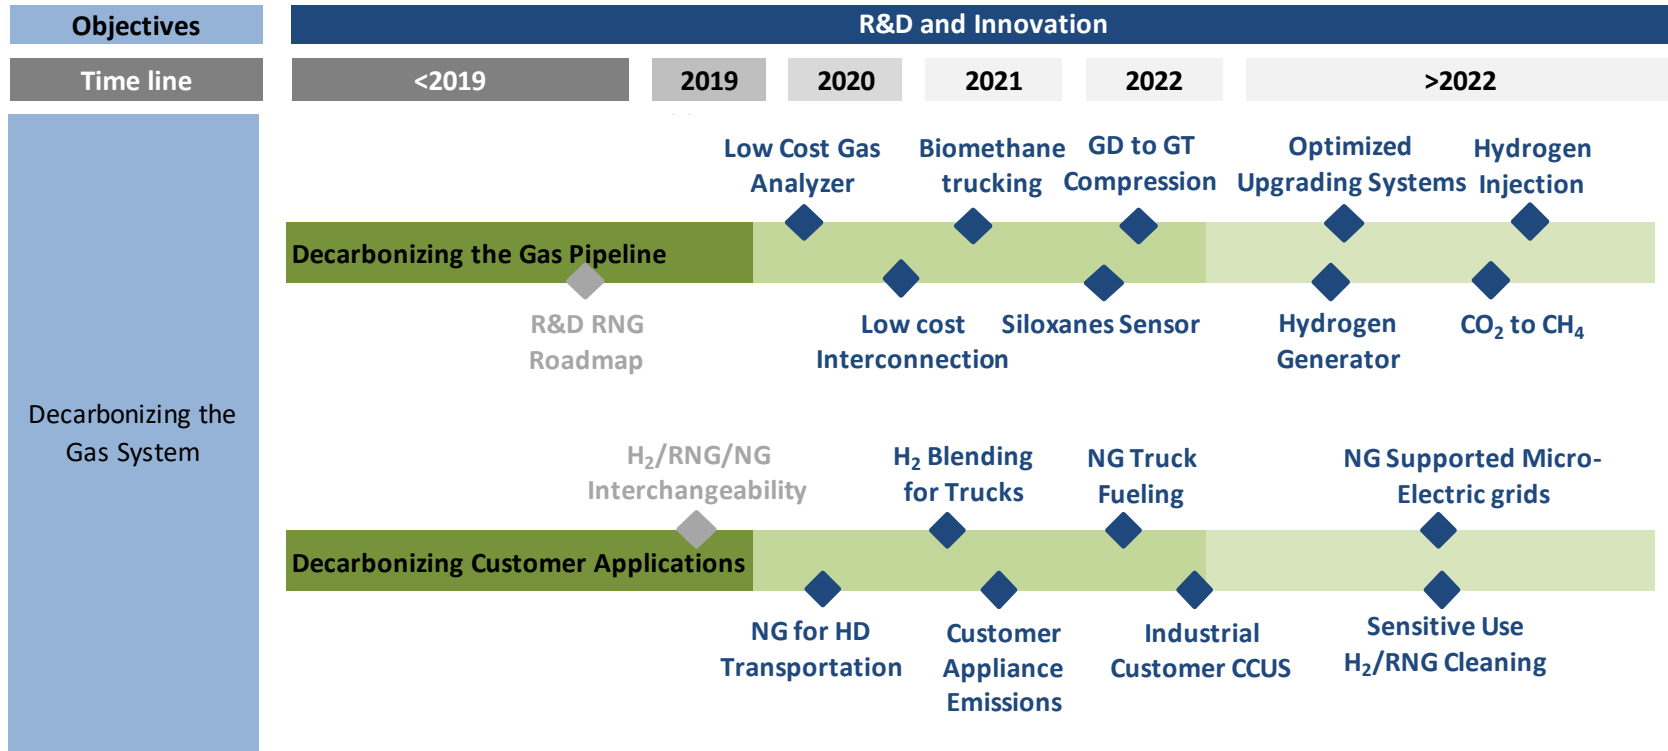 Objectives
R&D and Innovation
Time line
<2019
2019
2020
2021
2022
>2022
Low Cost Gas
Analyzer
Biomethane
trucking
GD to GT
Compression
Optimized
Upgrading Systems
Hydrogen
Injection
Decarbonizing the Gas Pipeline
R&D RNG
Roadmap
Low cost
Interconnection
Siloxanes Sensor
Hydrogen
Generator
CO₂ to CH₄
Decarbonizing the
Gas System
H₂/RNG/NG
Interchangeability
H₂ Blending
for Trucks
NG Truck
Fueling
NG Supported Micro-
Electric grids
Decarbonizing Customer Applications
NG for HD
Transportation
Customer
Appliance
Emissions
Industrial
Customer CCUS
Sensitive Use
H₂/RNG Cleaning